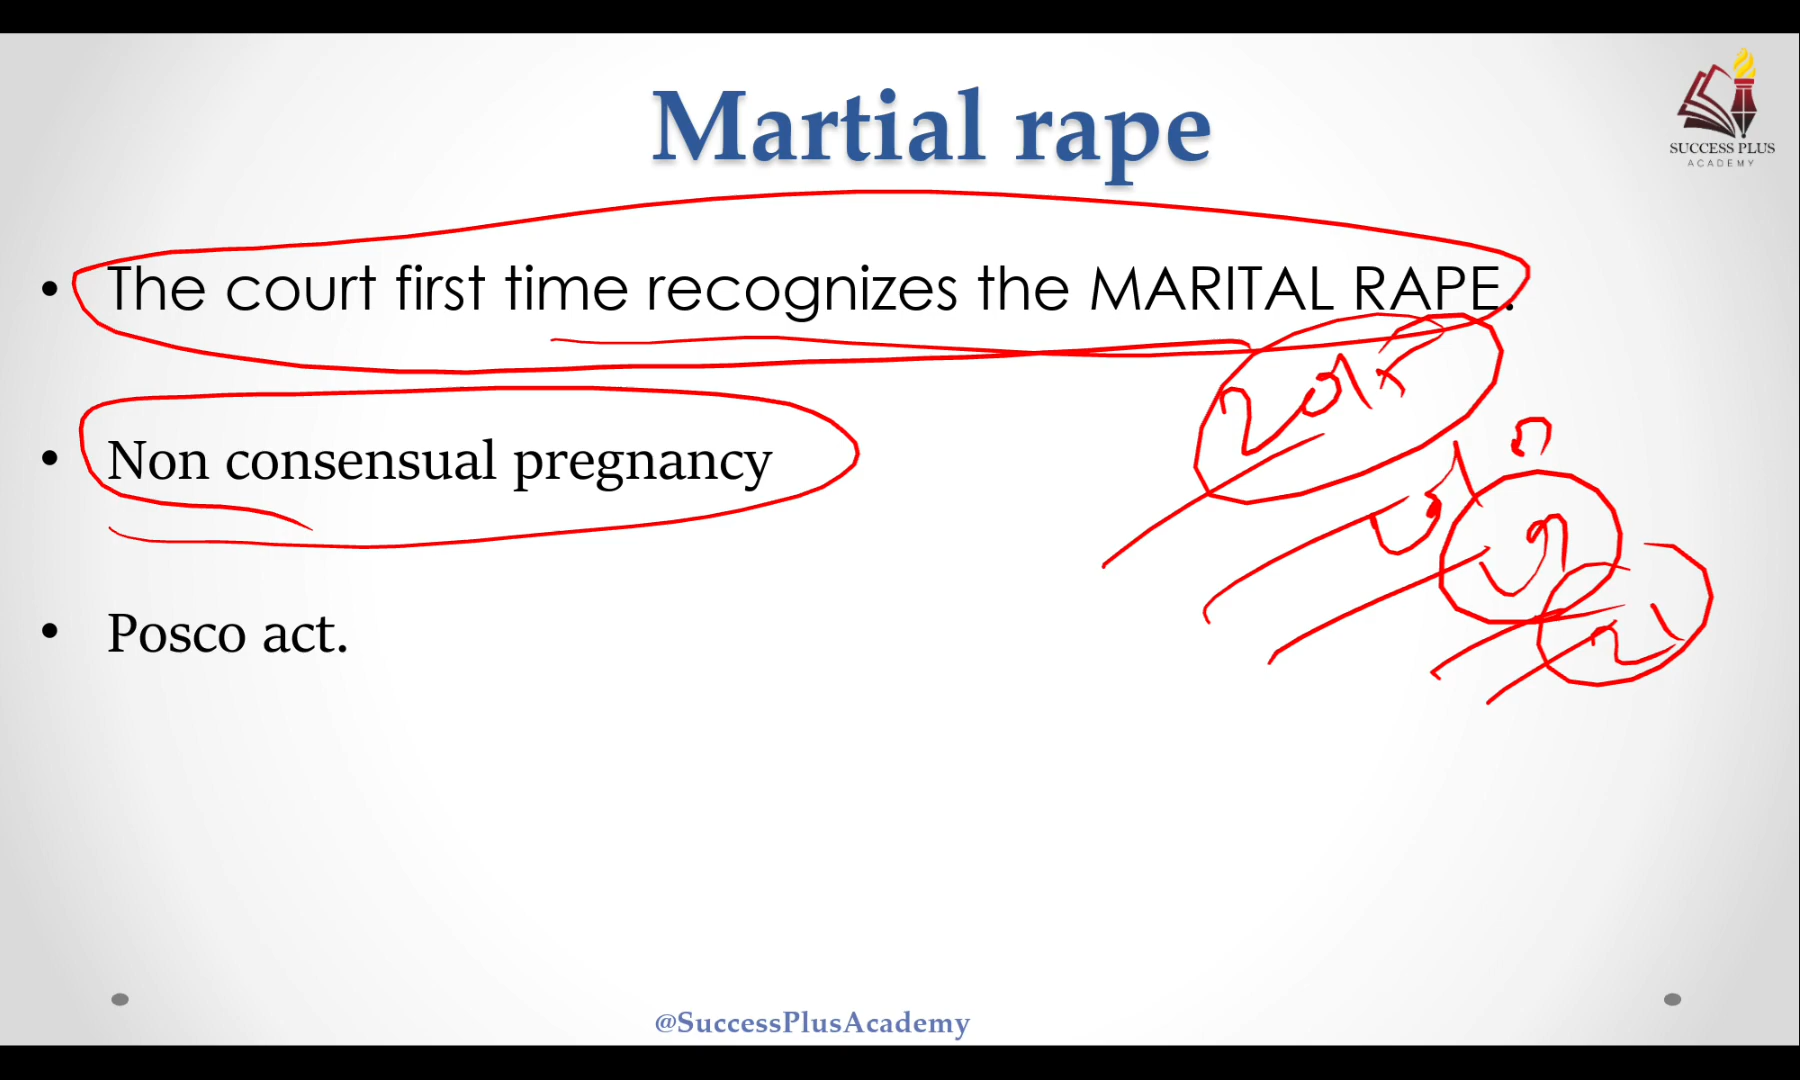 Martial rape
SUCCESS PLUS
ACADEMY
• The court first time recognizes the MARITAL RAPE.
• Non consensual pregnancy
• Posco act.
@SuccessPlusAcademy